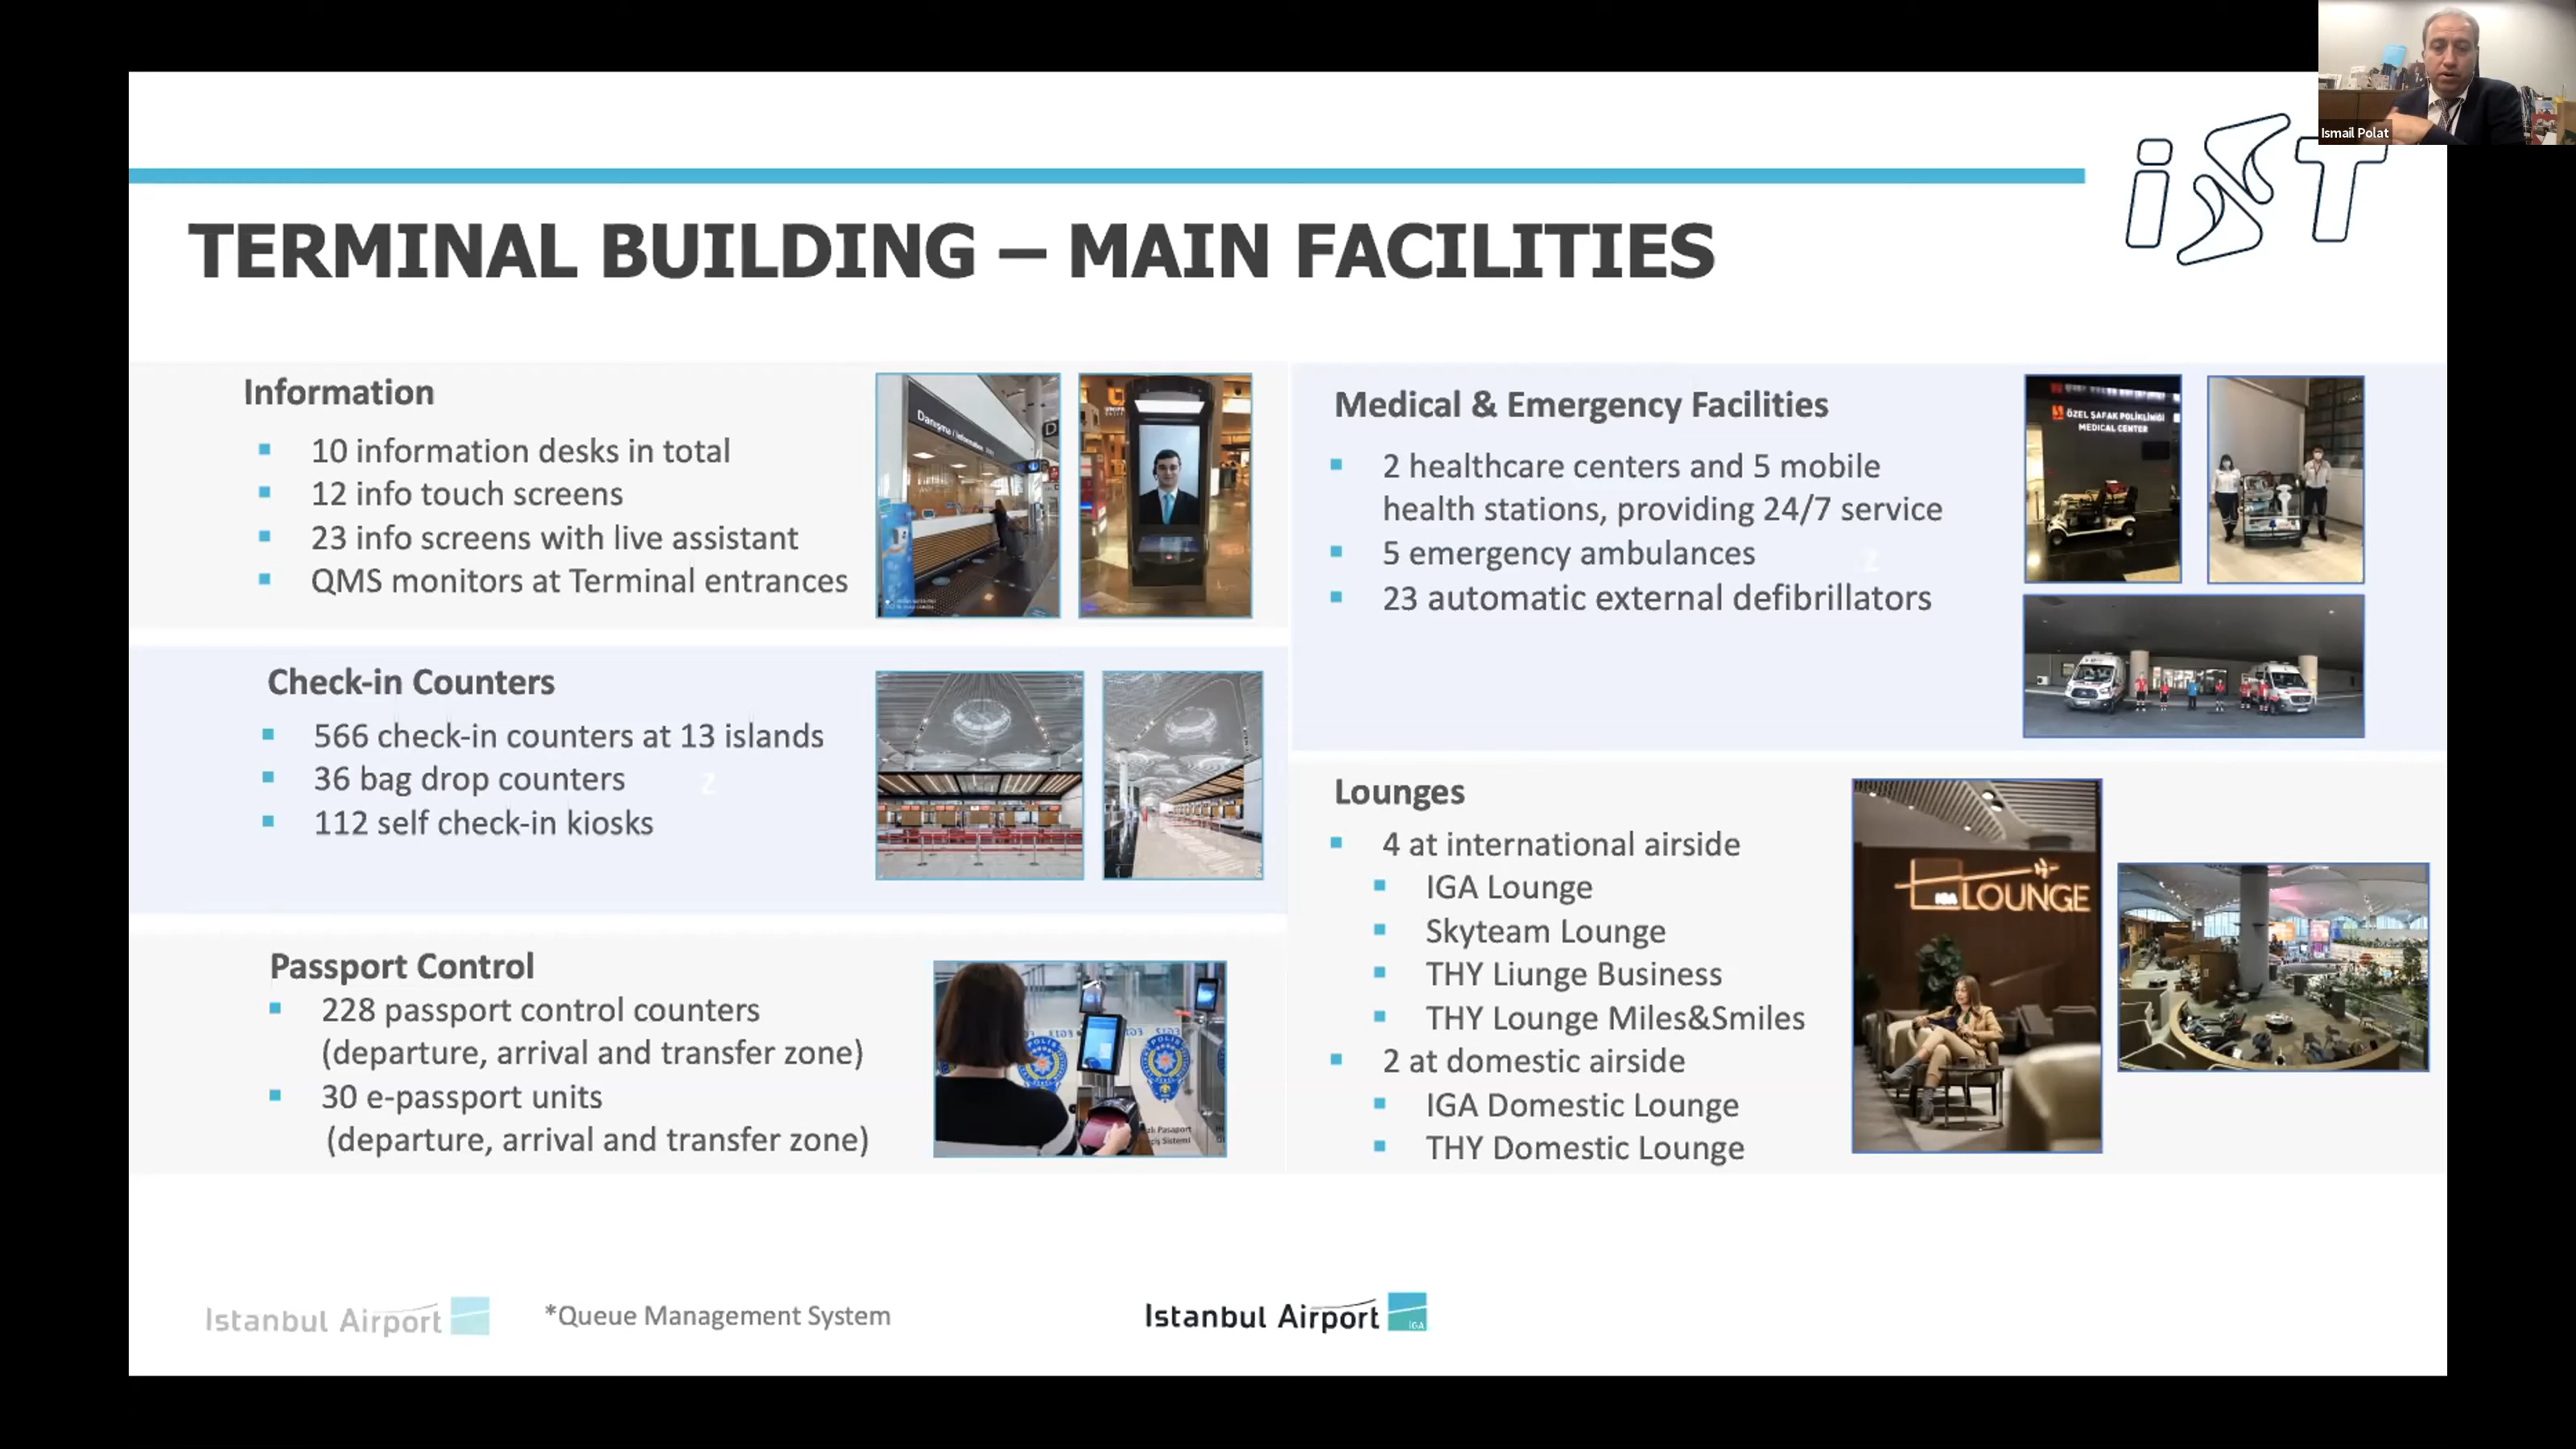 Ismail Polat
iST
TERMINAL BUILDING – MAIN FACILITIES
Information
10 information desks in total
12 info touch screens
23 info screens with live assistant
QMS monitors at Terminal entrances
Danışma / Information
D
Check-in Counters
566 check-in counters at 13 islands
36 bag drop counters
112 self check-in kiosks
z
Passport Control
228 passport control counters
(departure, arrival and transfer zone)
30 e-passport units
(departure, arrival and transfer zone)
POLİS
Medical & Emergency Facilities
2 healthcare centers and 5 mobile
health stations, providing 24/7 service
5 emergency ambulances
z
23 automatic external defibrillators
ÖZEL ŞAFAK POLİKLİNİĞİ
MEDICAL CENTER
Lounges
4 at international airside
IGA Lounge
Skyteam Lounge
THY Liunge Business
THY Lounge Miles&Smiles
2 at domestic airside
IGA Domestic Lounge
THY Domestic Lounge
IGA LOUNGE
Istanbul Airport
*Queue Management System
Istanbul Airport
IGA